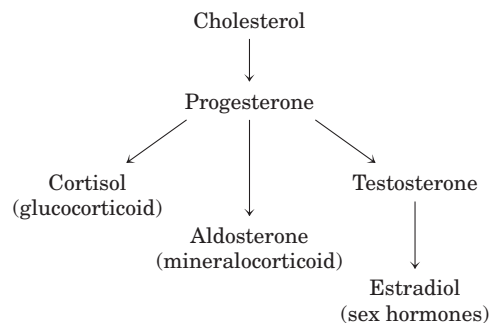 Cholesterol
Progesterone
Cortisol
(glucocorticoid)
Aldosterone
(mineralocorticoid)
Testosterone
Estradiol
(sex hormones)